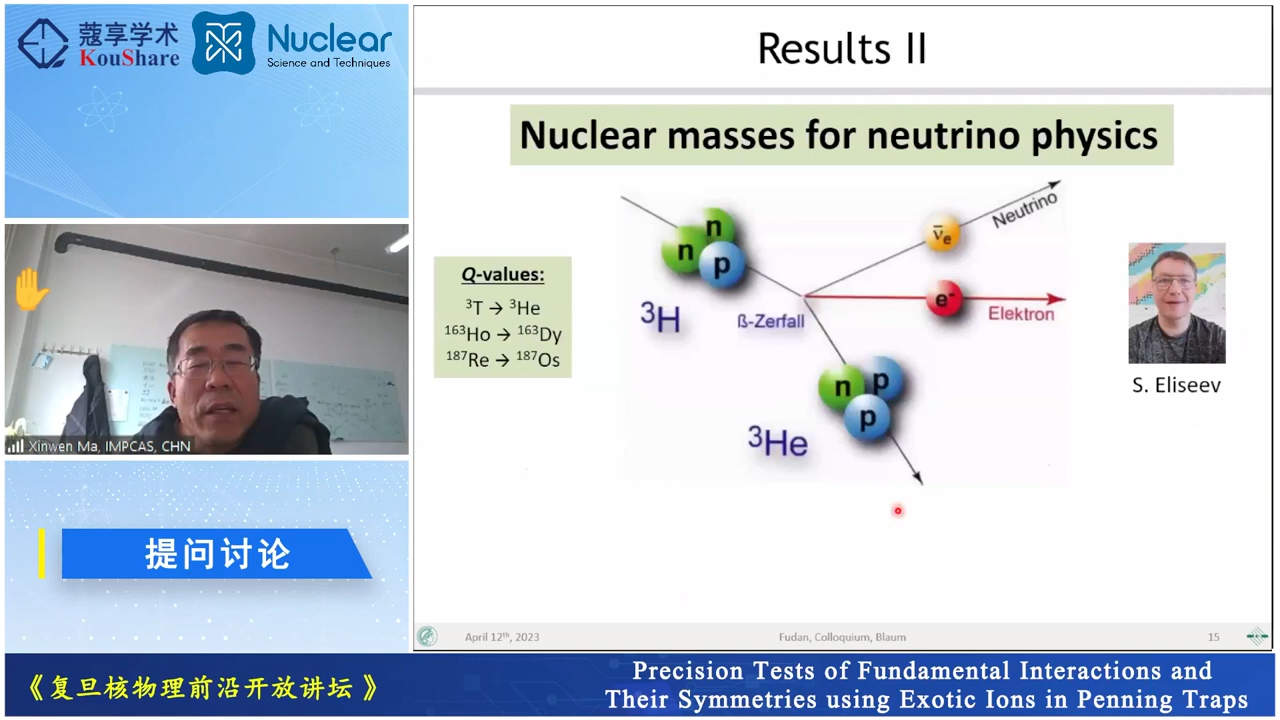 蔻享学术
KouShare
Nuclear
Science and Techniques
Xinwen Ma, IMPCAS, CHN
提问讨论
Results II
Nuclear masses for neutrino physics
Q-values:
³T → ³He
¹⁶³Ho → ¹⁶³Dy
¹⁸⁷Re → ¹⁸⁷Os
n
n
p
³H
ß-Zerfall
ν̅e
Neutrino
e⁻
Elektron
n
p
p
³He
S. Eliseev
April 12th, 2023
Fudan, Colloquium, Blaum
15
《复旦核物理前沿开放讲坛》
Precision Tests of Fundamental Interactions and
Their Symmetries using Exotic Ions in Penning Traps